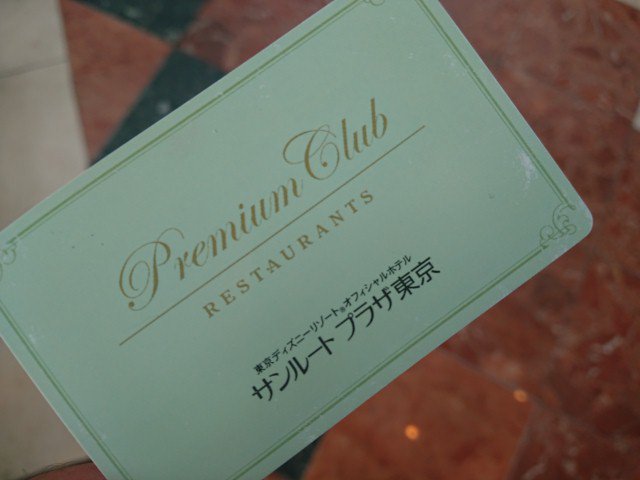 Premium Club
RESTAURANTS
東京ディズニーリゾート®オフィシャルホテル
サンルート プラザ東京